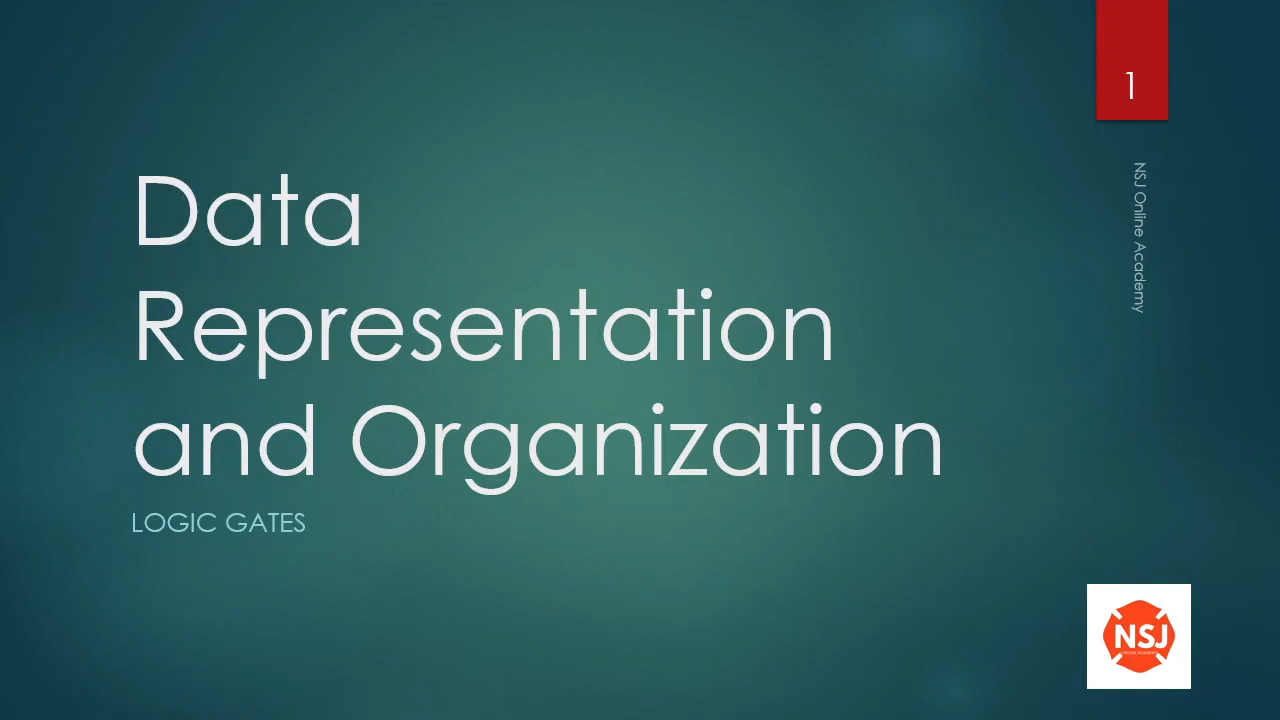 1
NSJ Online Academy
Data
Representation
and Organization
LOGIC GATES
NSJ